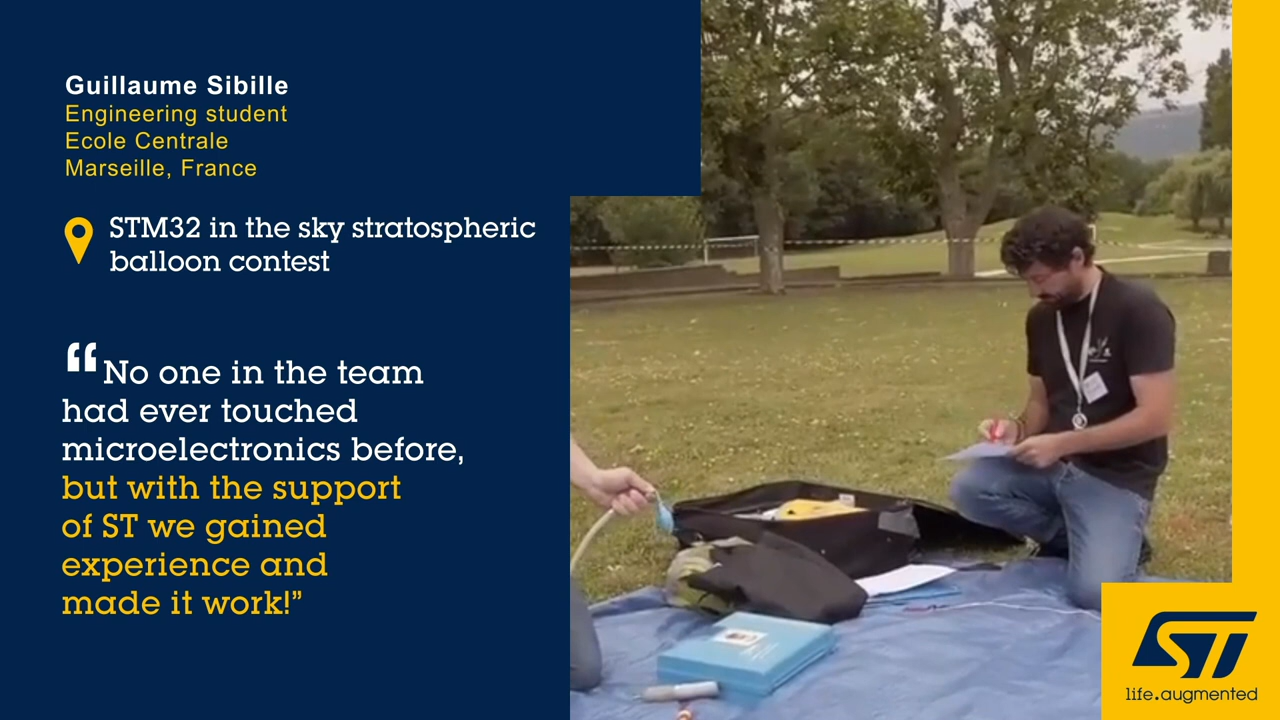 Guillaume Sibille
Engineering student
Ecole Centrale
Marseille, France
STM32 in the sky stratospheric
balloon contest
“No one in the team
had ever touched
microelectronics before,
but with the support
of ST we gained
experience and
made it work!”
ST
life.augmented